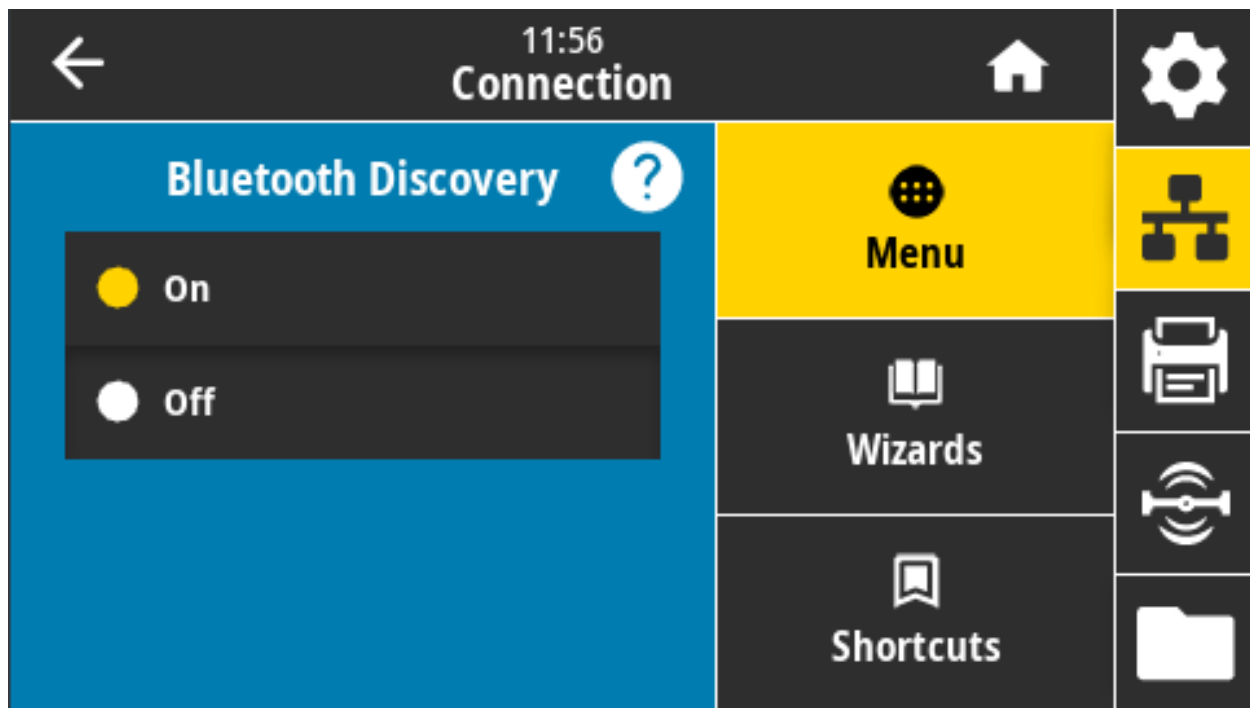 11:56
Connection
Bluetooth Discovery ?
On
Off
Menu
Wizards
Shortcuts